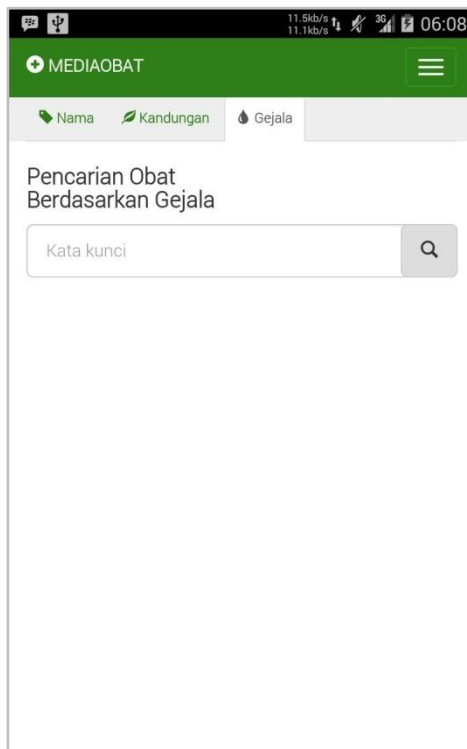 11.5kb/s
11.1kb/s
3G
06:08
MEDIAOBAT
Nama Kandungan Gejala
Pencarian Obat
Berdasarkan Gejala
Kata kunci